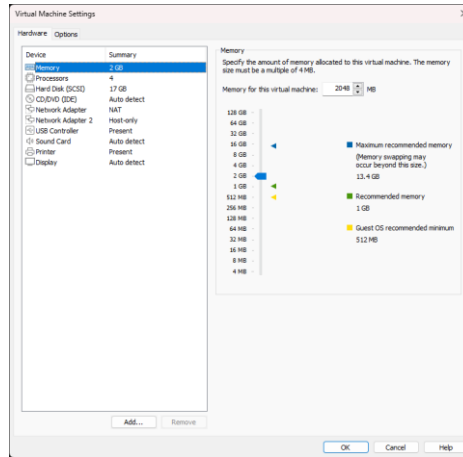 Virtual Machine Settings
Hardware Options
Device Summary
Memory 2 GB
Processors 4
Hard Disk (SCSI) 17 GB
CD/DVD (IDE) Auto detect
Network Adapter NAT
Network Adapter 2 Host-only
USB Controller Present
Sound Card Auto detect
Printer Present
Display Auto detect
Add... Remove
Memory
Specify the amount of memory allocated to this virtual machine. The memory
size must be a multiple of 4 MB.
Memory for this virtual machine: 2048 MB
128 GB
64 GB
32 GB
16 GB
8 GB
4 GB
2 GB
1 GB
512 MB
256 MB
128 MB
64 MB
32 MB
16 MB
8 MB
4 MB
Maximum recommended memory
(Memory swapping may
occur beyond this size.)
13.4 GB
Recommended memory
1 GB
Guest OS recommended minimum
512 MB
OK Cancel Help